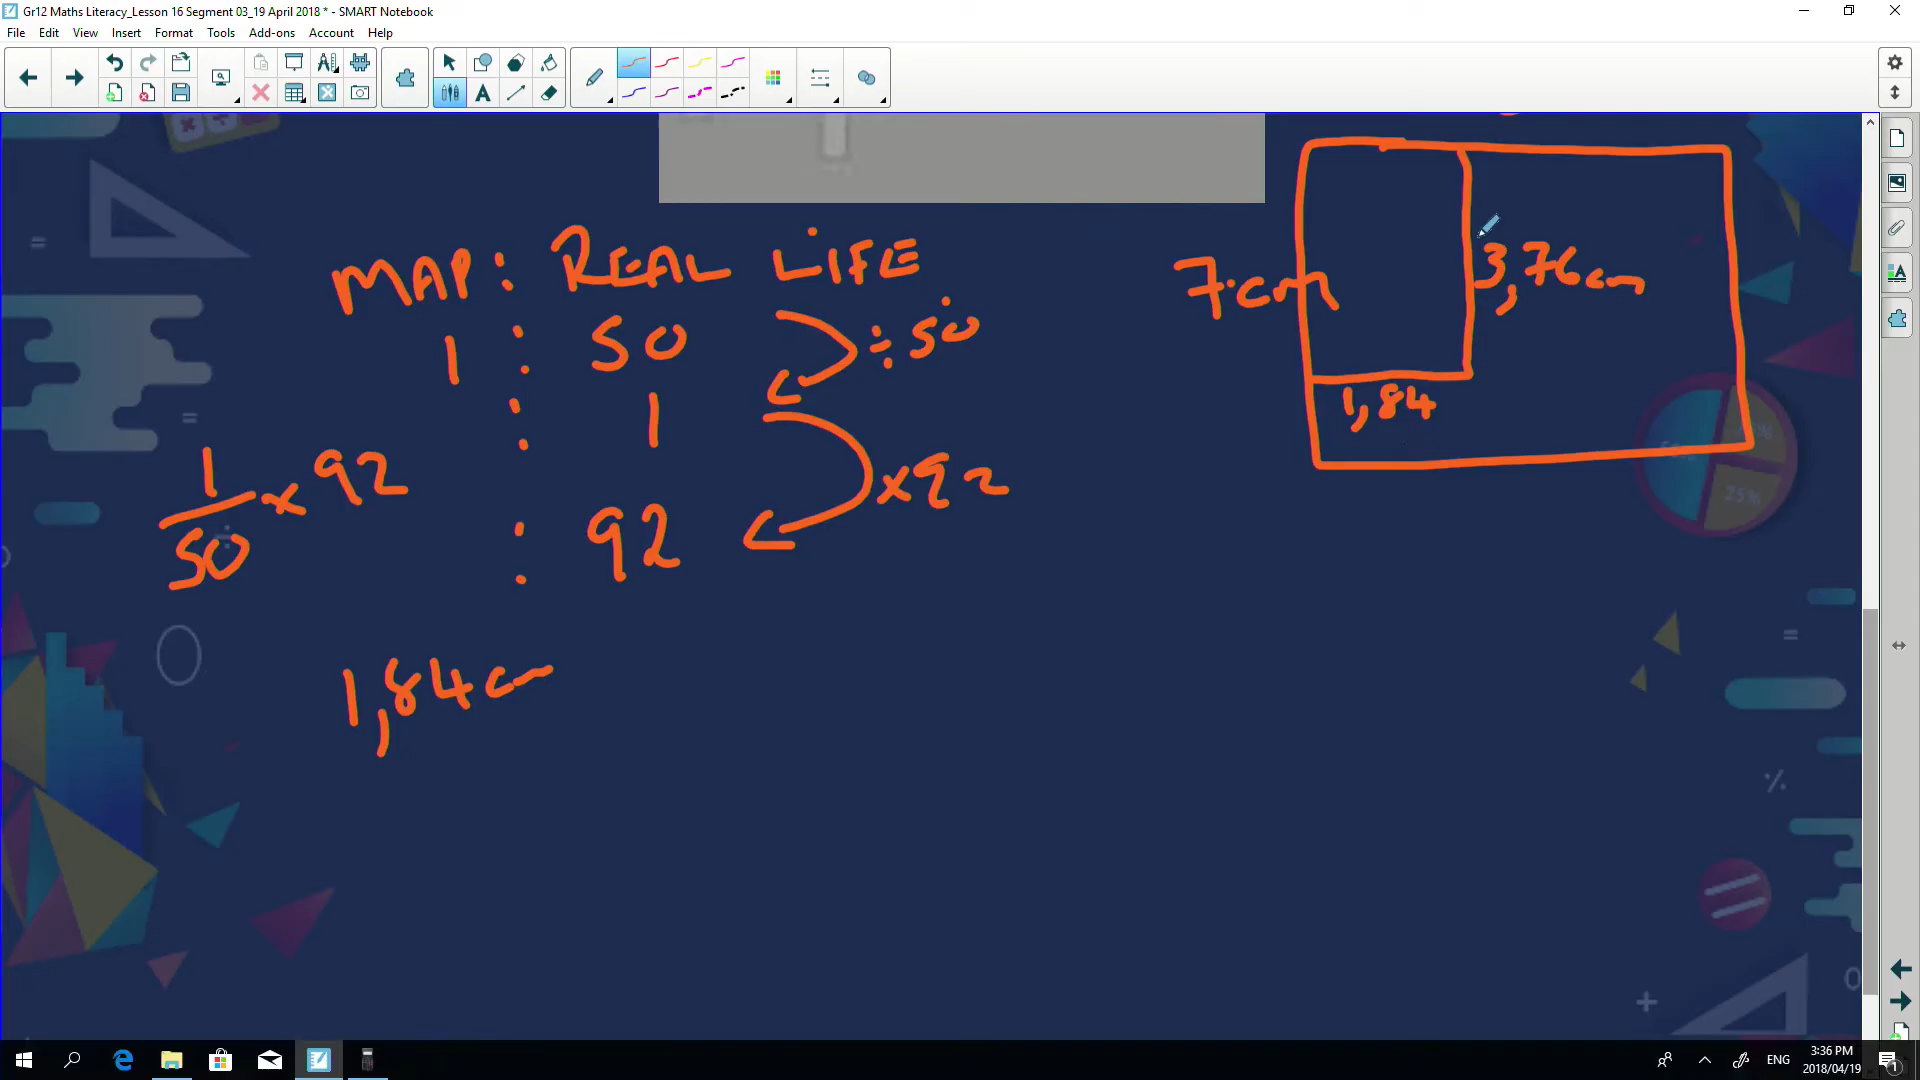 Gr12 Maths Literacy_Lesson 16 Segment 03_19 April 2018 * - SMART Notebook
File Edit View Insert Format Tools Add-ons Account Help
MAP : REAL LIFE
1 : 50 ÷50
: 1
1/50 × 92
: 92 ×92
1,84cm
7cm
3,76cm
1,84
25%
ENG
3:36 PM
2018/04/19
1